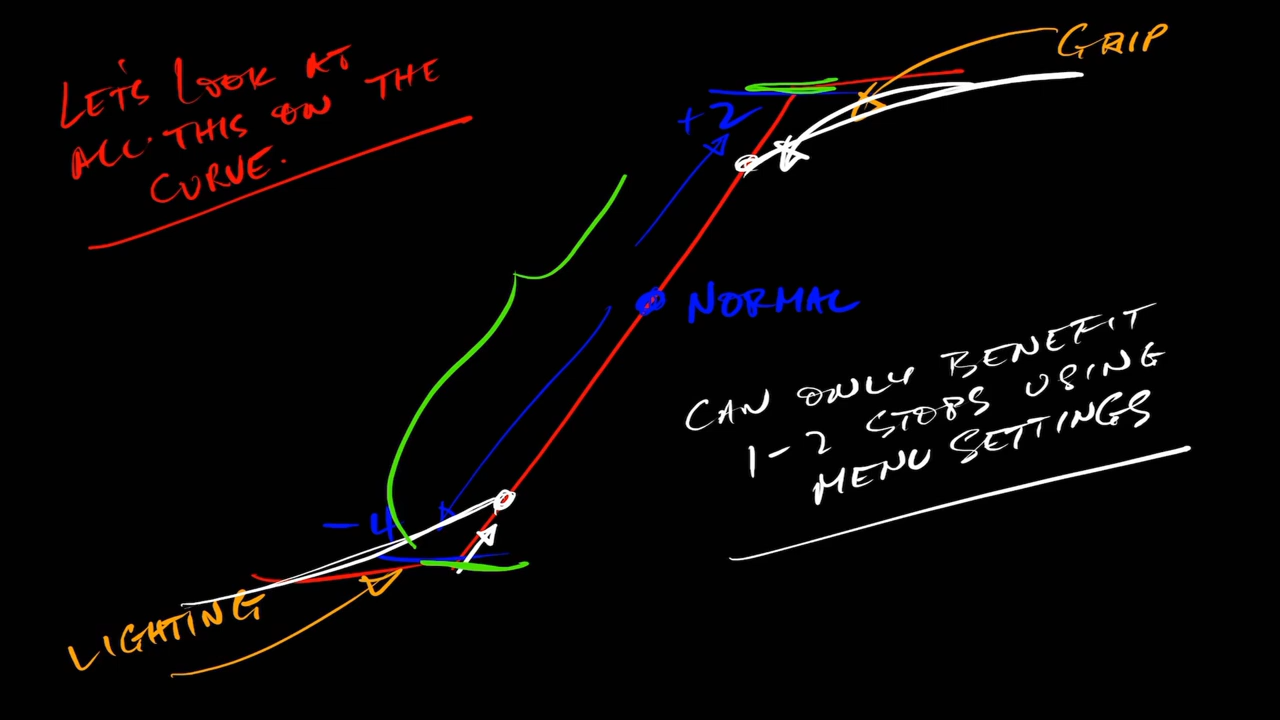 LET'S LOOK AT
ALL THIS ON THE
CURVE.
GRIP
+2
NORMAL
CAN ONLY BENEFIT
1-2 STOPS USING
MENU SETTINGS
-4
LIGHTING